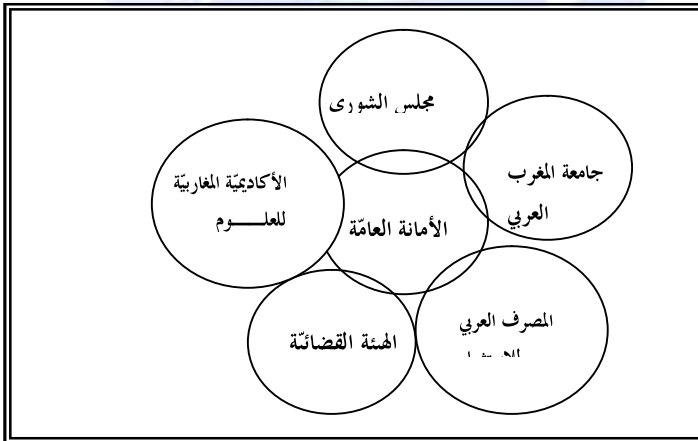 مجلس الشورى
جامعة المغرب
العربي
الأكاديميّة المغاربيّة
للعلـــــوم
الأمانة العامّة
المصرف العربي
الهيئة القضائيّة